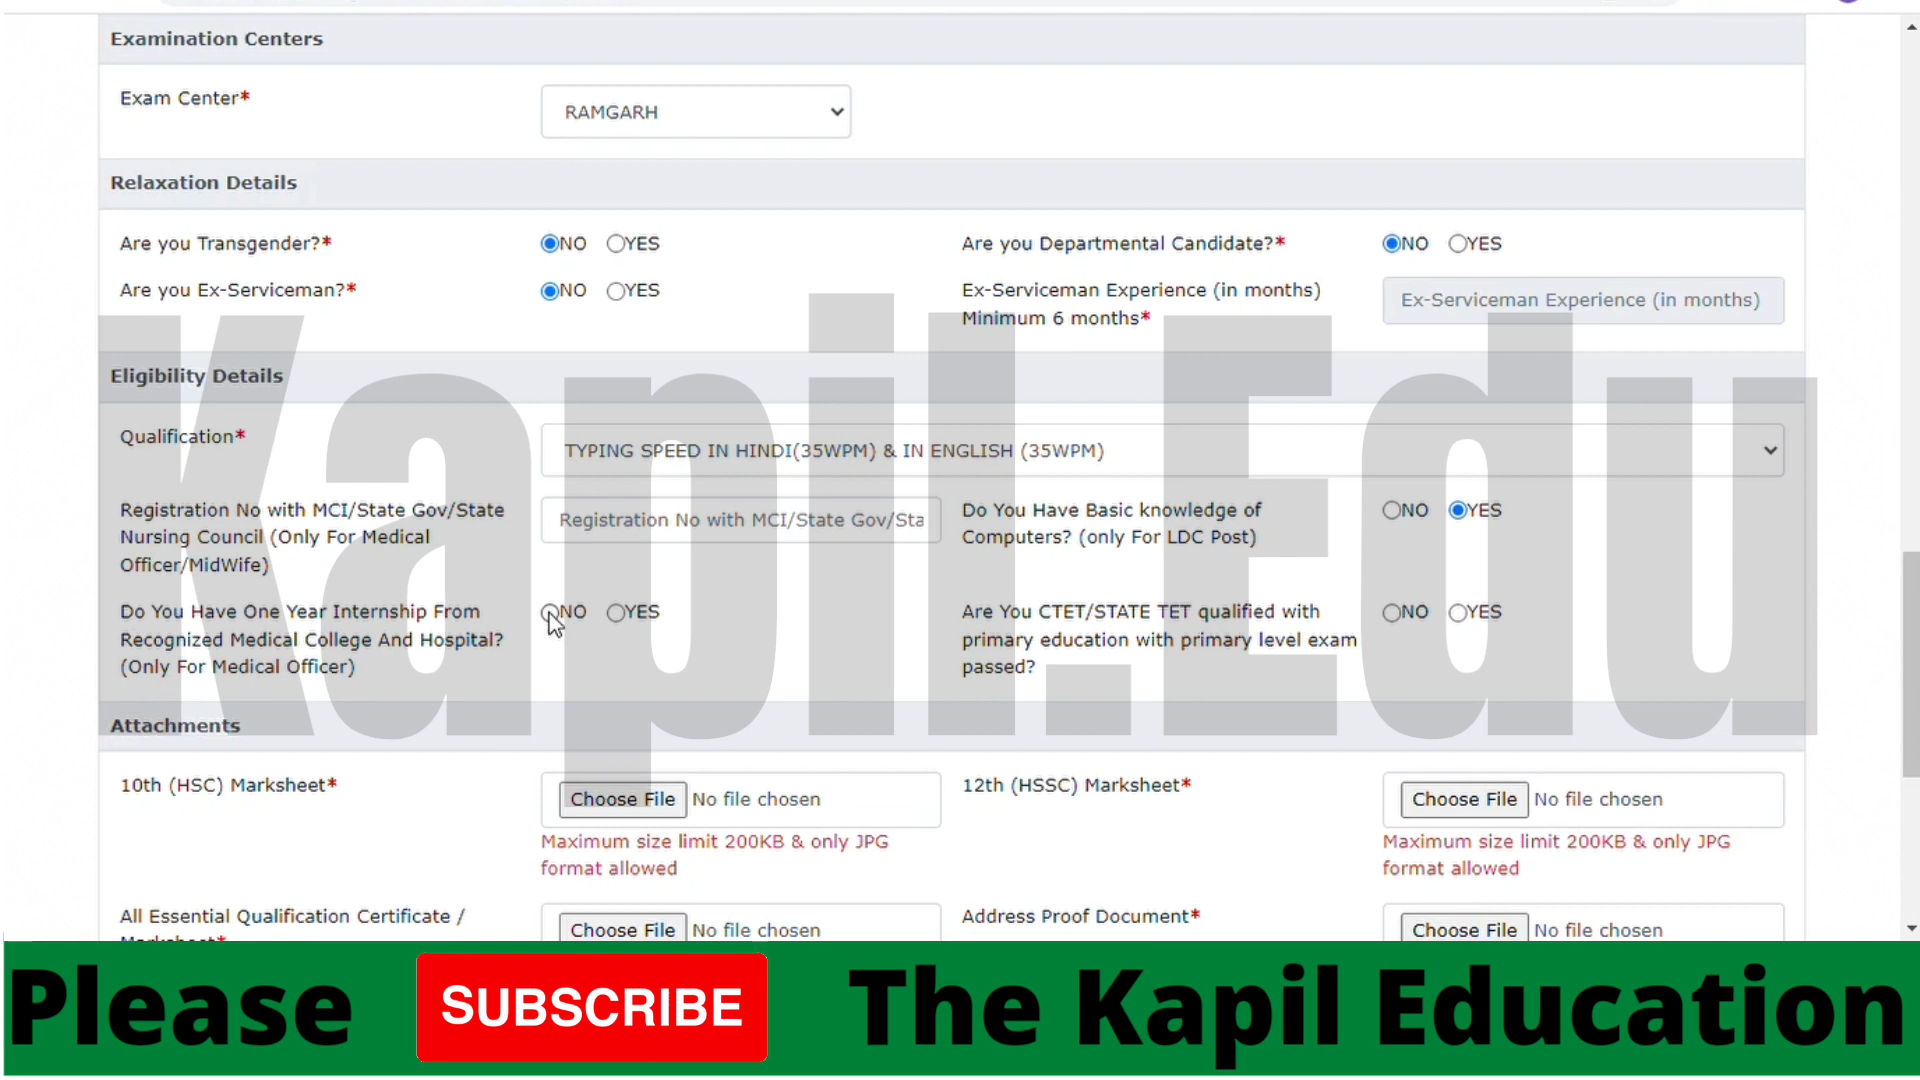 Examination Centers
Exam Center*
RAMGARH
Relaxation Details
Are you Transgender?*
NO YES
Are you Departmental Candidate?*
NO YES
Are you Ex-Serviceman?*
NO YES
Ex-Serviceman Experience (in months)
Minimum 6 months*
Ex-Serviceman Experience (in months)
Eligibility Details
Qualification*
TYPING SPEED IN HINDI(35WPM) & IN ENGLISH (35WPM)
Registration No with MCI/State Gov/State
Nursing Council (Only For Medical
Officer/MidWife)
Registration No with MCI/State Gov/Sta
Do You Have Basic knowledge of
Computers? (only For LDC Post)
NO YES
Do You Have One Year Internship From
Recognized Medical College And Hospital?
(Only For Medical Officer)
NO YES
Are You CTET/STATE TET qualified with
primary education with primary level exam
passed?
NO YES
Kapil.Edu
Attachments
10th (HSC) Marksheet*
Choose File No file chosen
Maximum size limit 200KB & only JPG
format allowed
12th (HSSC) Marksheet*
Choose File No file chosen
Maximum size limit 200KB & only JPG
format allowed
All Essential Qualification Certificate /
Marksheet*
Choose File No file chosen
Address Proof Document*
Choose File No file chosen
Please SUBSCRIBE The Kapil Education